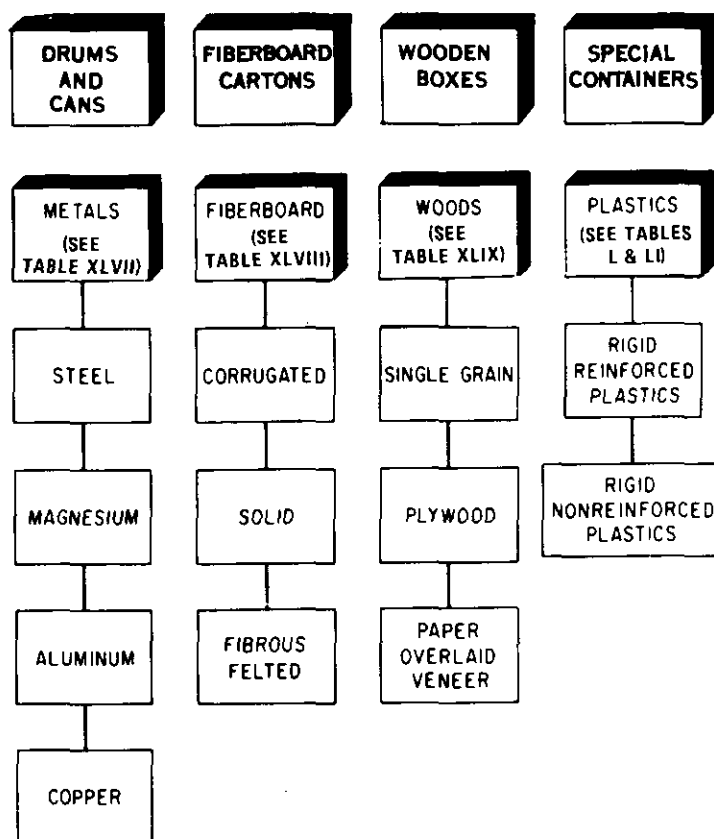 DRUMS
AND
CANS
FIBERBOARD
CARTONS
WOODEN
BOXES
SPECIAL
CONTAINERS
METALS
(SEE
TABLE XLVII)
FIBERBOARD
(SEE
TABLE XLVIII)
WOODS
(SEE
TABLE XLIX)
PLASTICS
(SEE TABLES
L & LI)
STEEL
CORRUGATED
SINGLE GRAIN
RIGID
REINFORCED
PLASTICS
MAGNESIUM
SOLID
PLYWOOD
RIGID
NONREINFORCED
PLASTICS
ALUMINUM
FIBROUS
FELTED
PAPER
OVERLAID
VENEER
COPPER